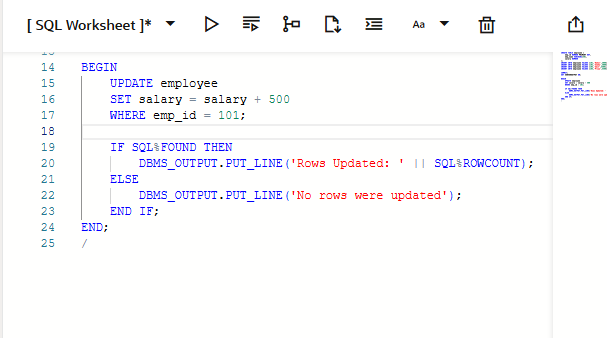 [ SQL Worksheet ]* Aa
14 BEGIN
15 UPDATE employee
16 SET salary = salary + 500
17 WHERE emp_id = 101;
18
19 IF SQL%FOUND THEN
20 DBMS_OUTPUT.PUT_LINE('Rows Updated: ' || SQL%ROWCOUNT);
21 ELSE
22 DBMS_OUTPUT.PUT_LINE('No rows were updated');
23 END IF;
24 END;
25 /